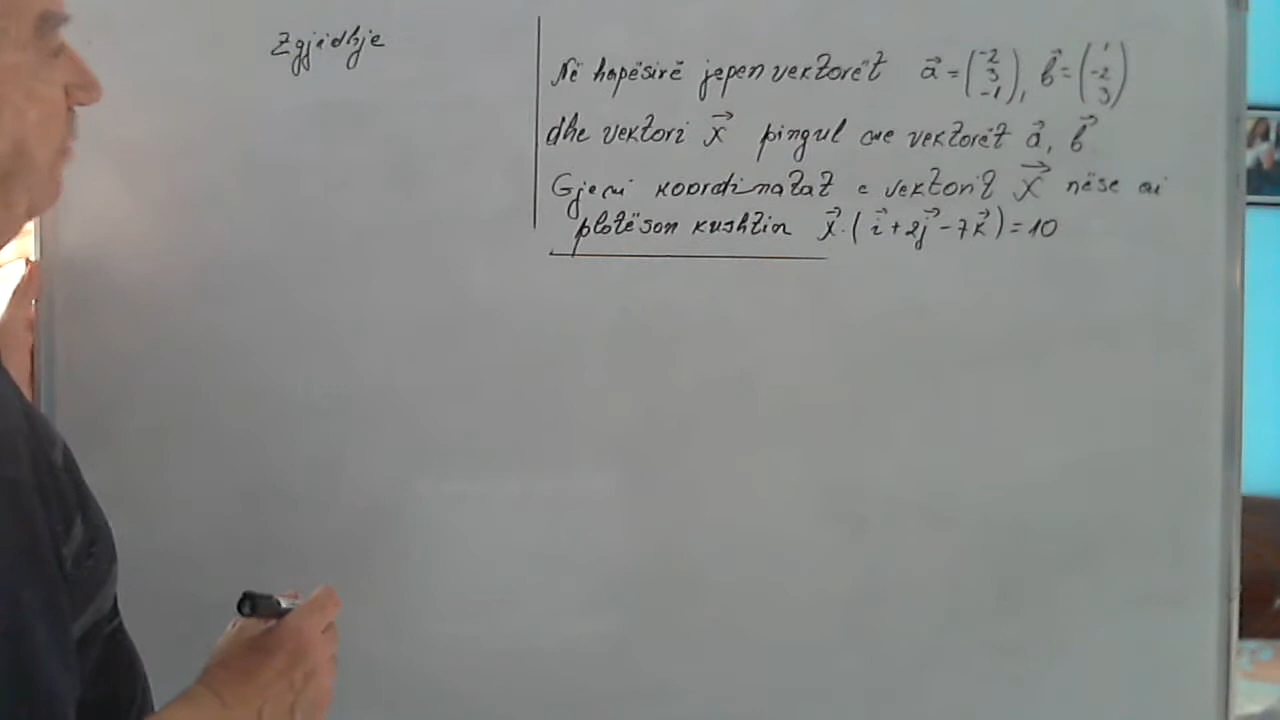 Zgjidhje
Në hapësirë jepen vektorët a⃗ = (-2 3 -1), b⃗ = (1 -2 3)
dhe vektori x⃗ pingul me vektorët a⃗, b⃗
Gjeni koordinatat e vektorit x⃗ nëse ai
plotëson kushtin x⃗·(i⃗+2j⃗-7k⃗)=10